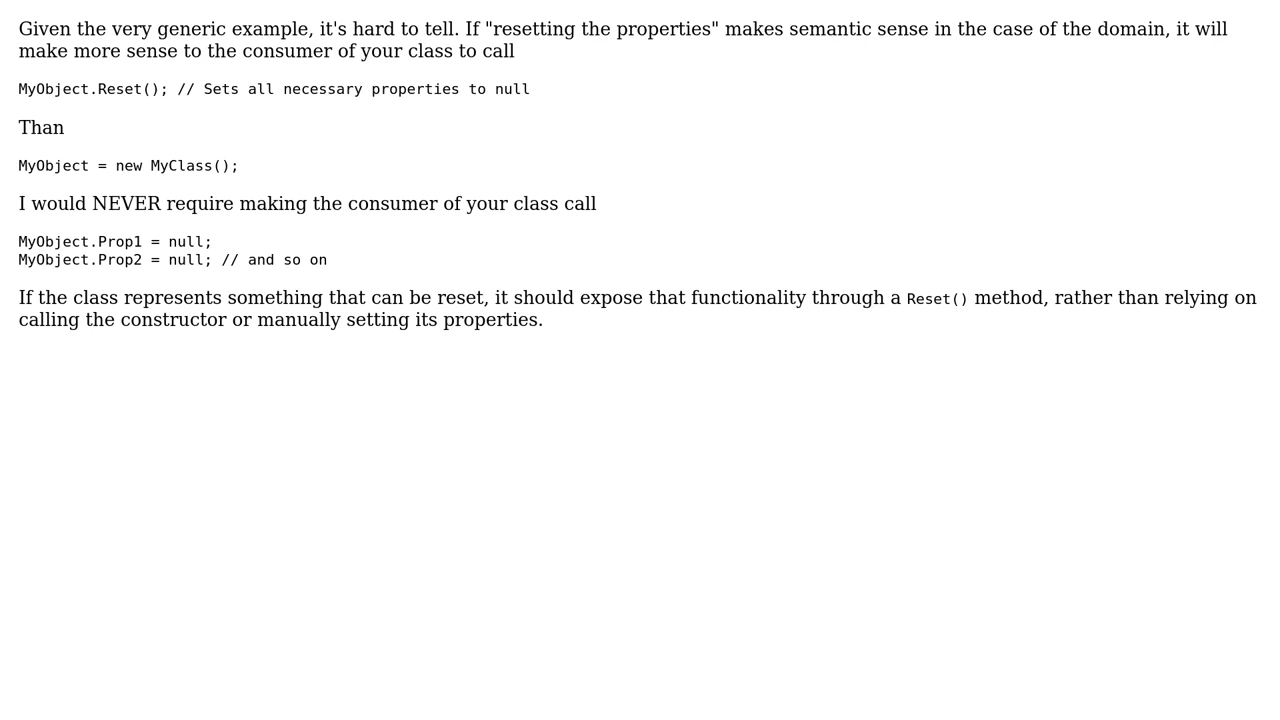 Given the very generic example, it's hard to tell. If "resetting the properties" makes semantic sense in the case of the domain, it will
make more sense to the consumer of your class to call
MyObject.Reset(); // Sets all necessary properties to null
Than
MyObject = new MyClass();
I would NEVER require making the consumer of your class call
MyObject.Prop1 = null;
MyObject.Prop2 = null; // and so on
If the class represents something that can be reset, it should expose that functionality through a Reset() method, rather than relying on
calling the constructor or manually setting its properties.